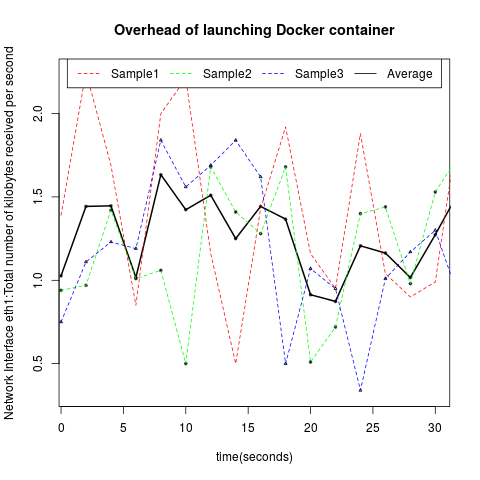 Overhead of launching Docker container
Sample1 Sample2 Sample3 Average
Network Interface eth1:Total number of kilobytes received per second
2.0
1.5
1.0
0.5
0 5 10 15 20 25 30
time(seconds)